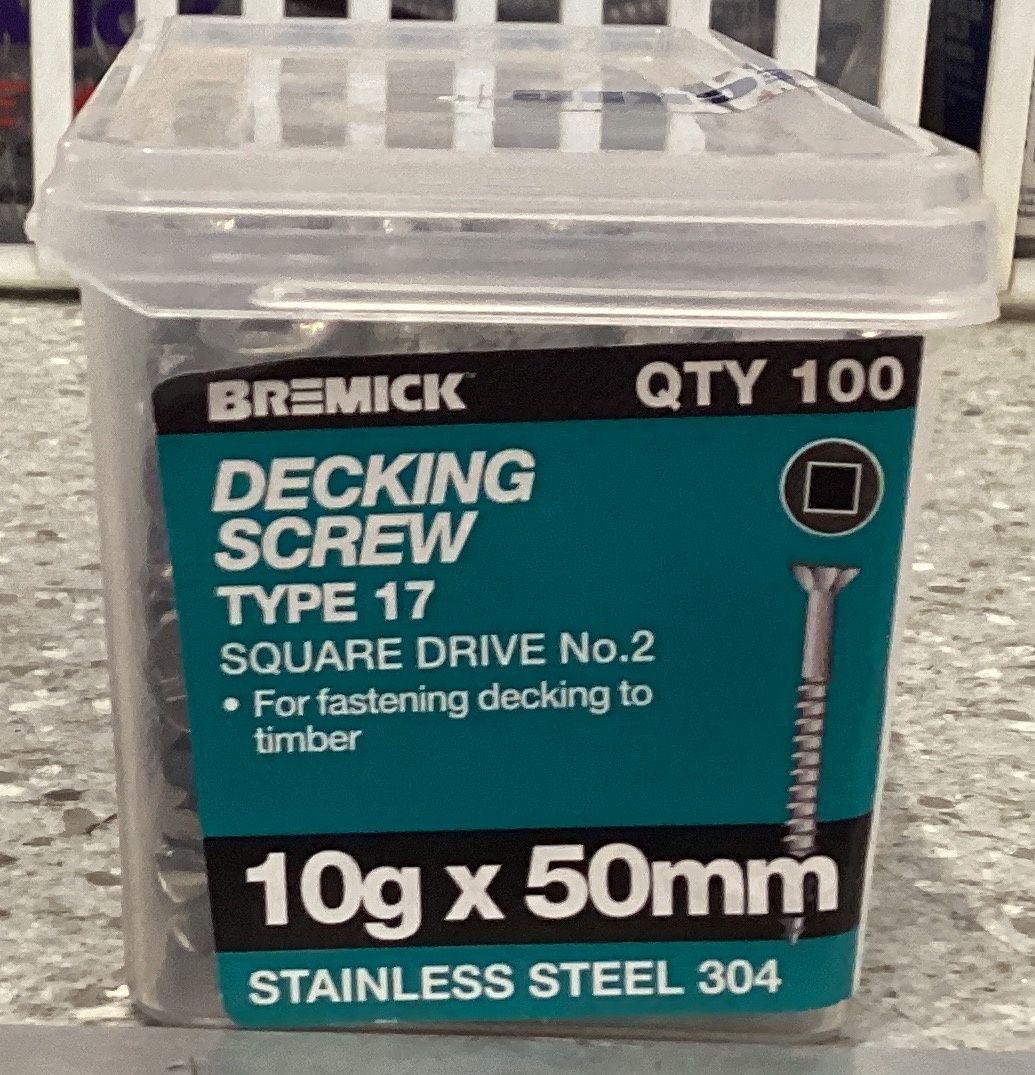 BREMICK™ QTY 100
DECKING
SCREW
TYPE 17
SQUARE DRIVE No.2
• For fastening decking to
timber
10g x 50mm
STAINLESS STEEL 304